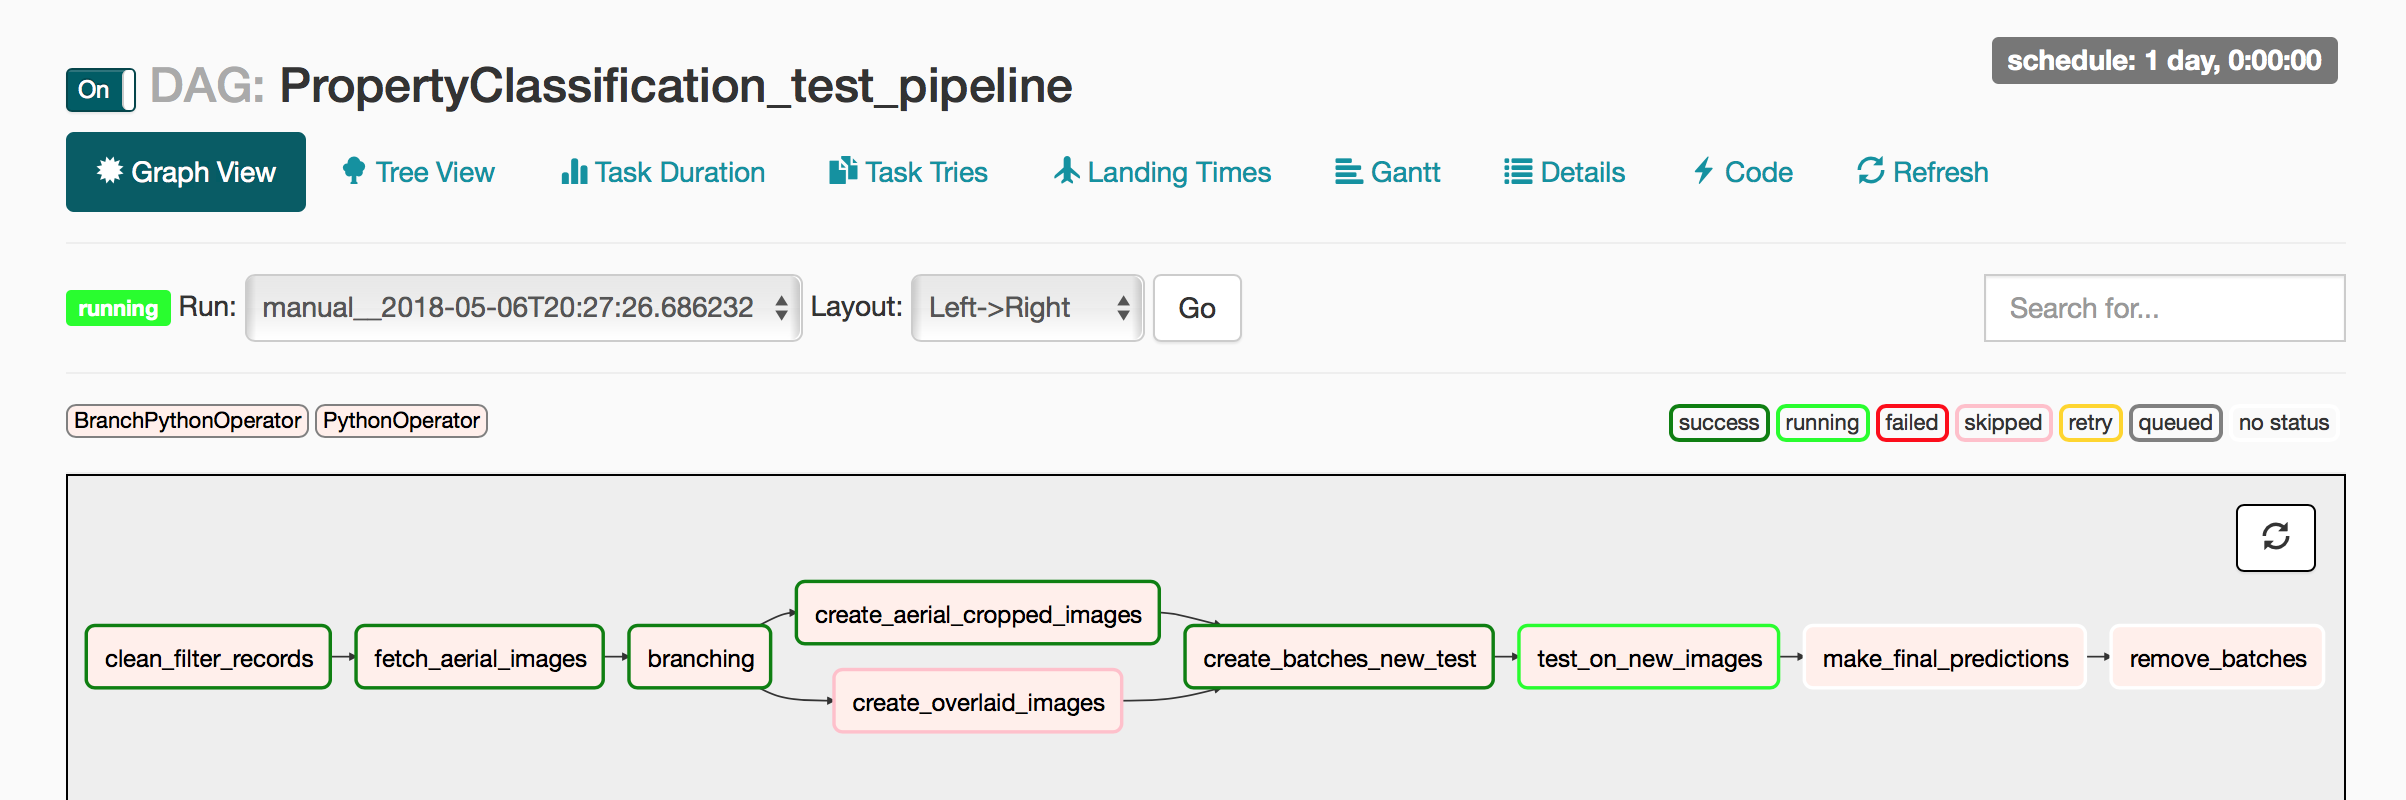 schedule: 1 day, 0:00:00
On DAG: PropertyClassification_test_pipeline
Graph View Tree View Task Duration Task Tries Landing Times Gantt Details Code Refresh
running Run: manual__2018-05-06T20:27:26.686232 Layout: Left->Right Go Search for...
BranchPythonOperator PythonOperator success running failed skipped retry queued no status
create_aerial_cropped_images
clean_filter_records fetch_aerial_images branching create_batches_new_test test_on_new_images make_final_predictions remove_batches
create_overlaid_images